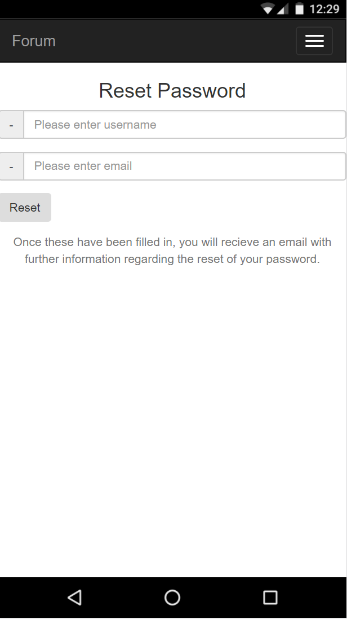 12:29
Forum
Reset Password
- Please enter username
- Please enter email
Reset
Once these have been filled in, you will recieve an email with
further information regarding the reset of your password.